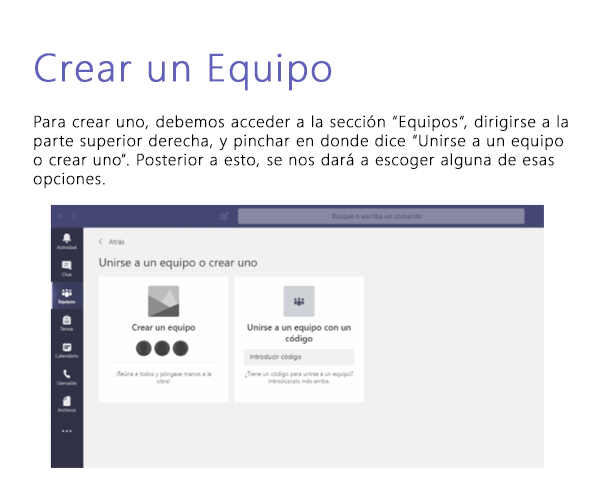 Crear un Equipo
Para crear uno, debemos acceder a la sección “Equipos”, dirigirse a la
parte superior derecha, y pinchar en donde dice “Unirse a un equipo
o crear uno”. Posterior a esto, se nos dará a escoger alguna de esas
opciones.
Busque o escriba un comando
Actividad
Chat
Equipos
Tareas
Calendario
Llamadas
Archivos
Atrás
Unirse a un equipo o crear uno
Crear un equipo
¡Reúna a todos y póngase manos a la
obra!
Unirse a un equipo con un
código
Introducir código
¿Tiene un código para unirse a un equipo?
Introdúzcalo más arriba.